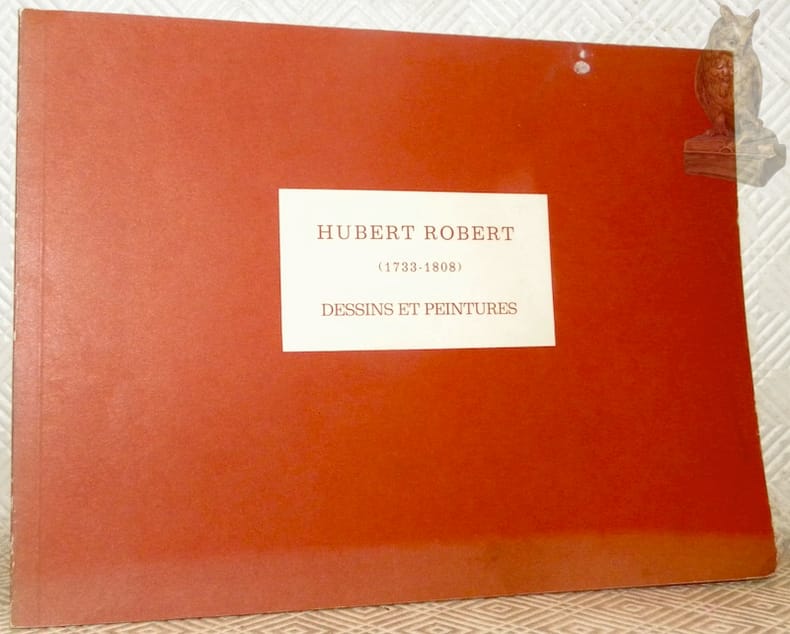 HUBERT ROBERT
(1733-1808)
DESSINS ET PEINTURES